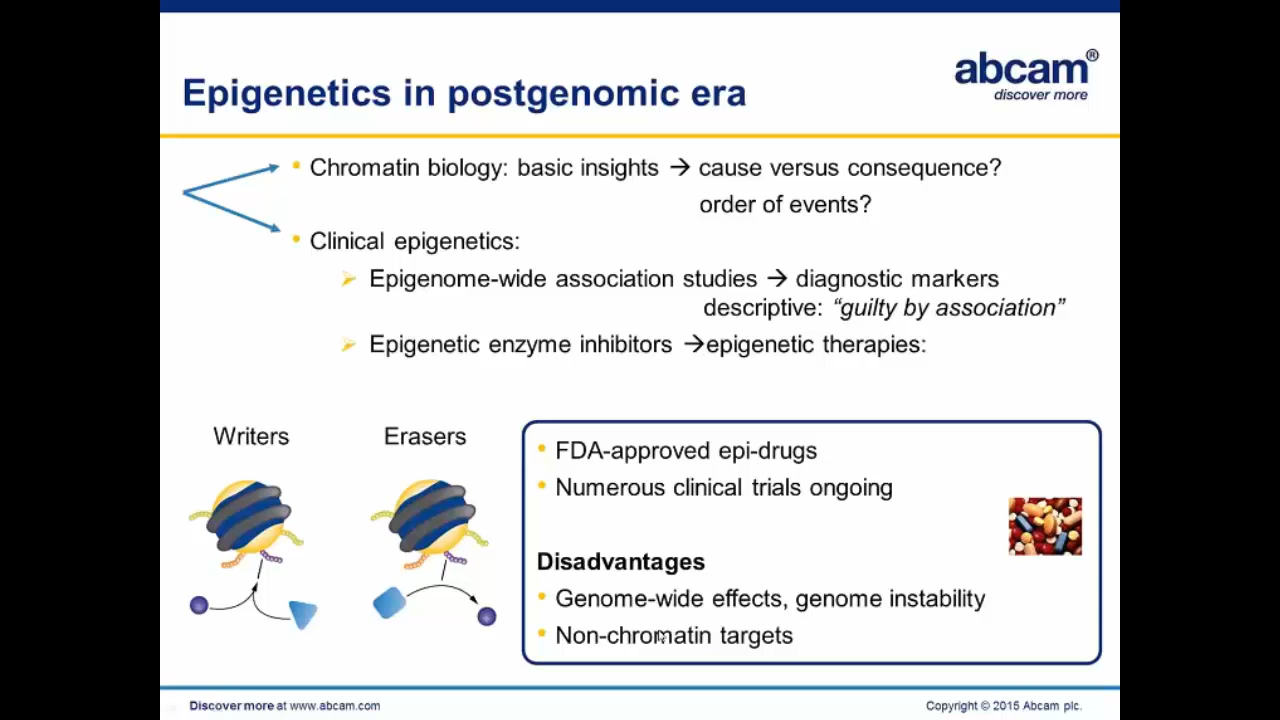 abcam®
discover more
Epigenetics in postgenomic era
• Chromatin biology: basic insights → cause versus consequence?
order of events?
• Clinical epigenetics:
➢ Epigenome-wide association studies → diagnostic markers
descriptive: “guilty by association”
➢ Epigenetic enzyme inhibitors →epigenetic therapies:
Writers
Erasers
• FDA-approved epi-drugs
• Numerous clinical trials ongoing
Disadvantages
• Genome-wide effects, genome instability
• Non-chromatin targets
Discover more at www.abcam.com
Copyright © 2015 Abcam plc.